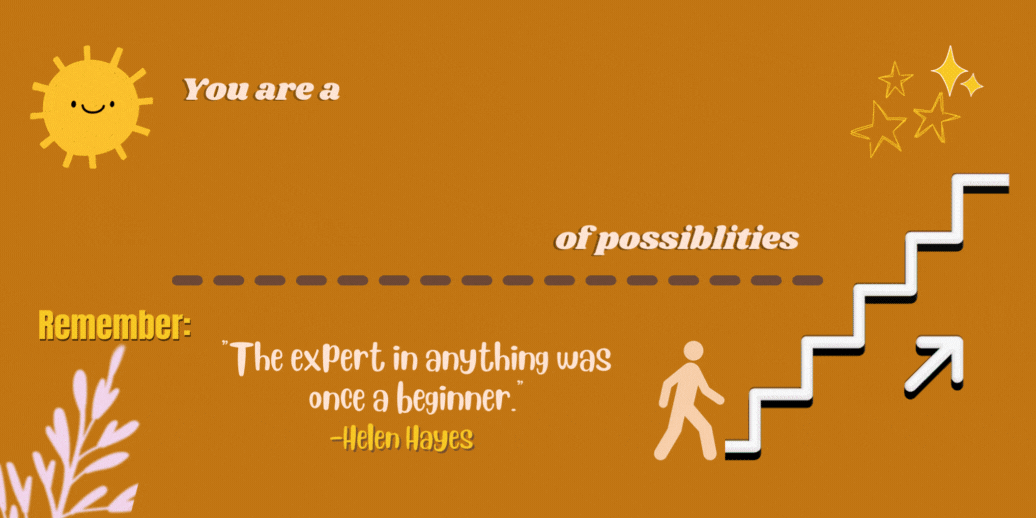 You are a
of possiblities
Remember:
"The expert in anything was
once a beginner."
-Helen Hayes